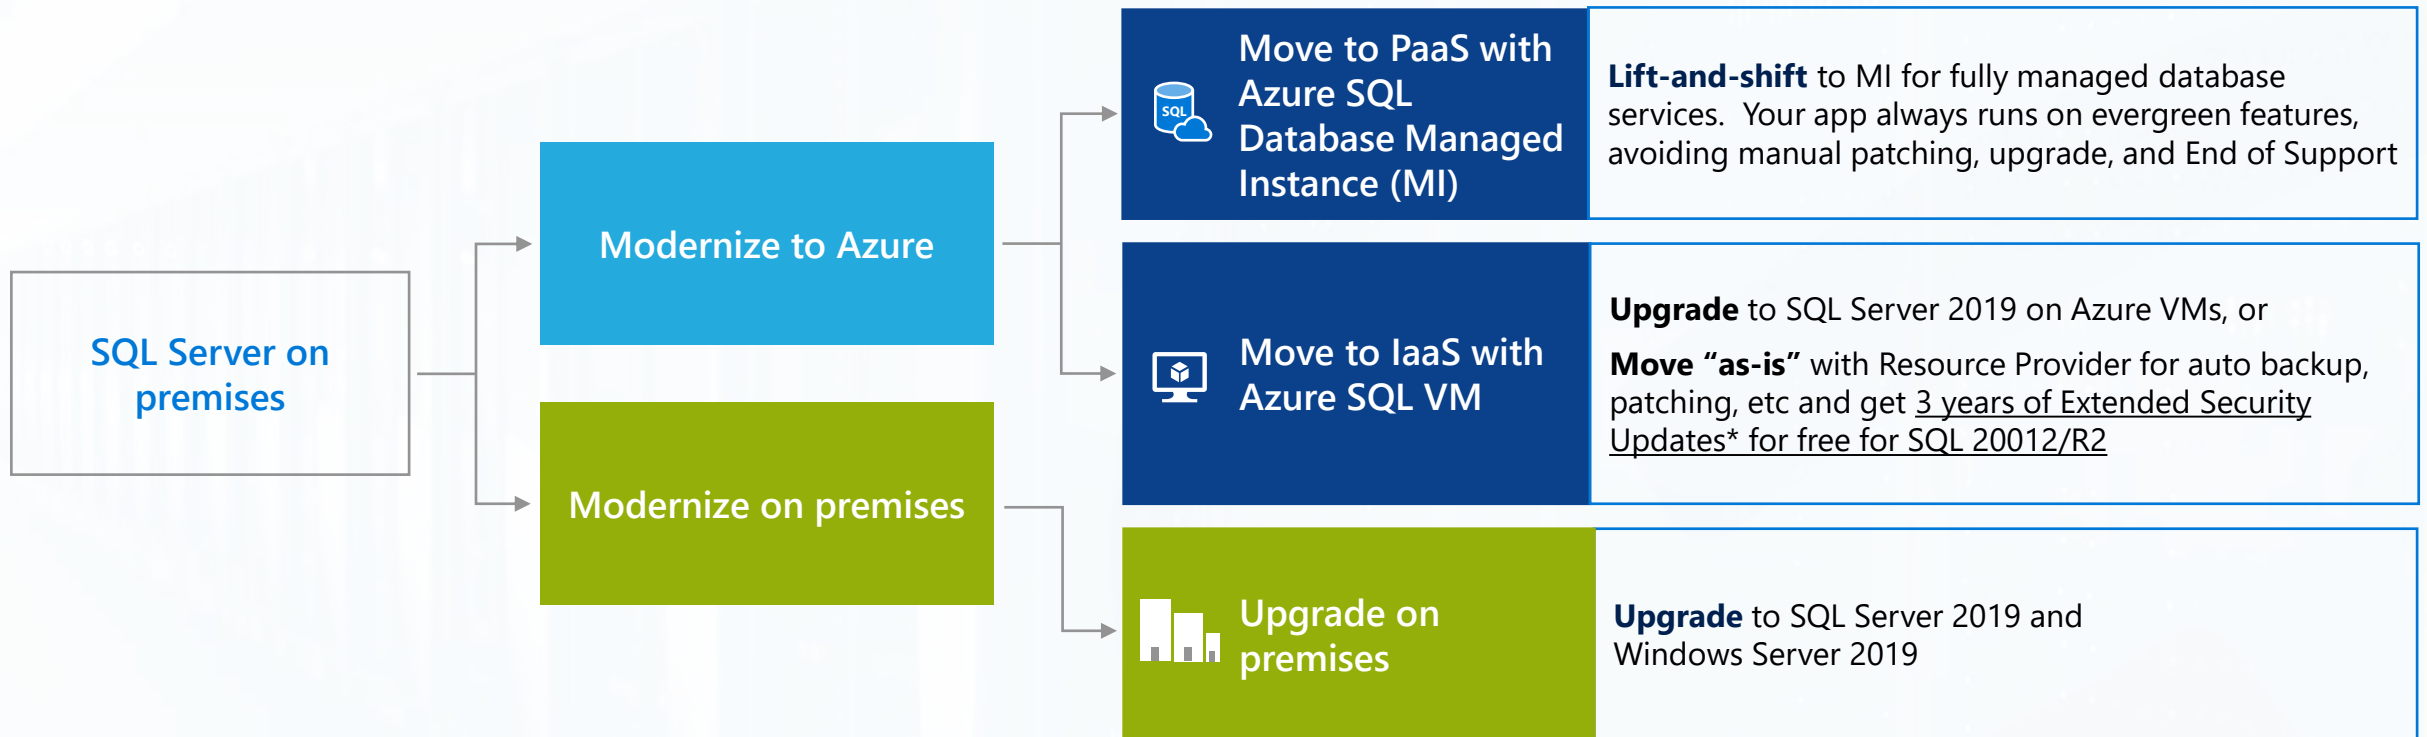 SQL Server on
premises
Modernize to Azure
Modernize on premises
Move to PaaS with
Azure SQL
Database Managed
Instance (MI)
SQL
Lift-and-shift to MI for fully managed database
services. Your app always runs on evergreen features,
avoiding manual patching, upgrade, and End of Support
Move to IaaS with
Azure SQL VM
Upgrade to SQL Server 2019 on Azure VMs, or
Move “as-is” with Resource Provider for auto backup,
patching, etc and get 3 years of Extended Security
Updates* for free for SQL 20012/R2
Upgrade on
premises
Upgrade to SQL Server 2019 and
Windows Server 2019